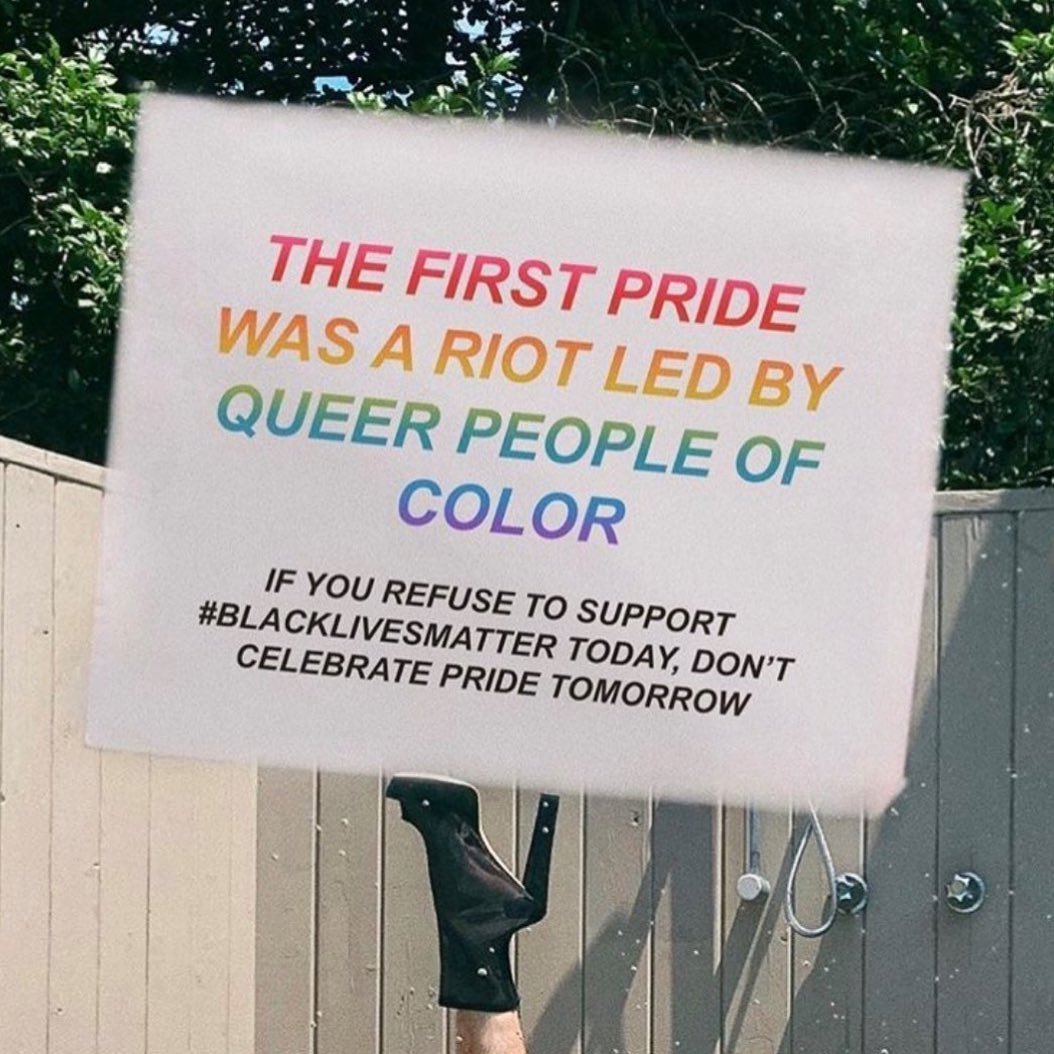 THE FIRST PRIDE
WAS A RIOT LED BY
QUEER PEOPLE OF
COLOR
IF YOU REFUSE TO SUPPORT
#BLACKLIVESMATTER TODAY, DON'T
CELEBRATE PRIDE TOMORROW